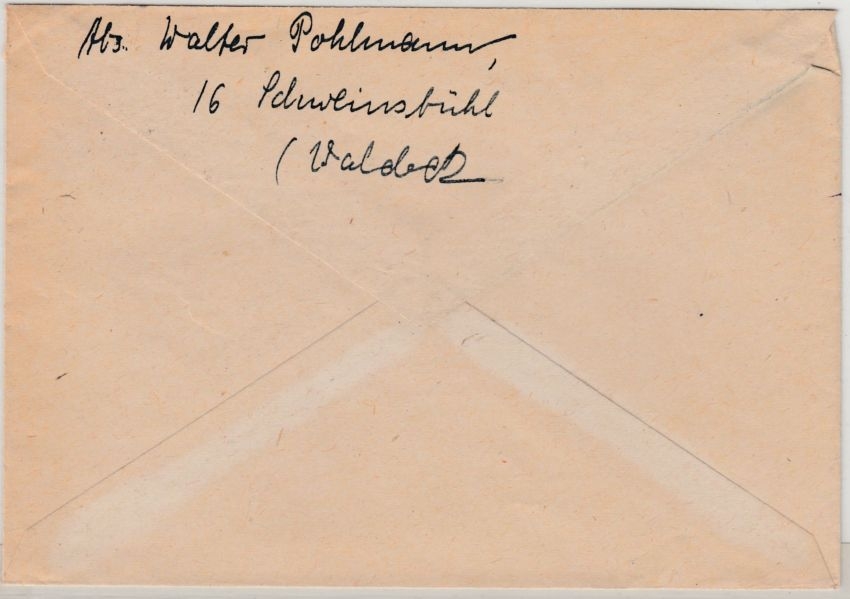 Abs. Walter Pohlmann,
16 Schweinsbühl
(Waldeck